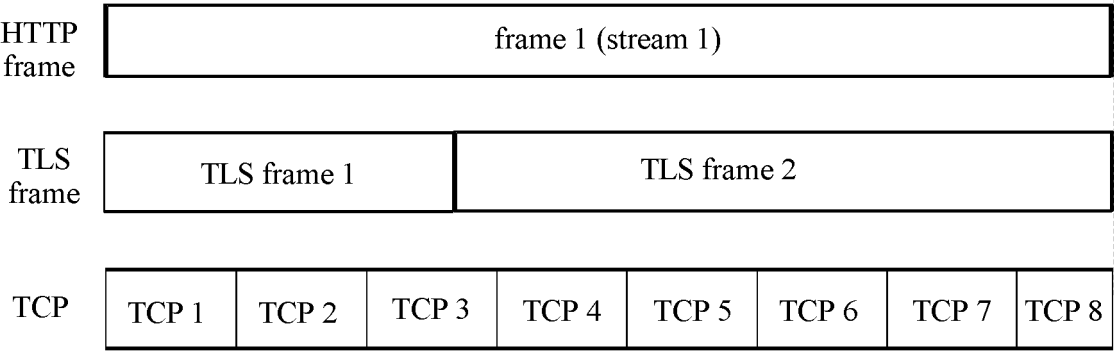 HTTP
frame
frame 1 (stream 1)
TLS
frame
TLS frame 1
TLS frame 2
TCP
TCP 1
TCP 2
TCP 3
TCP 4
TCP 5
TCP 6
TCP 7
TCP 8